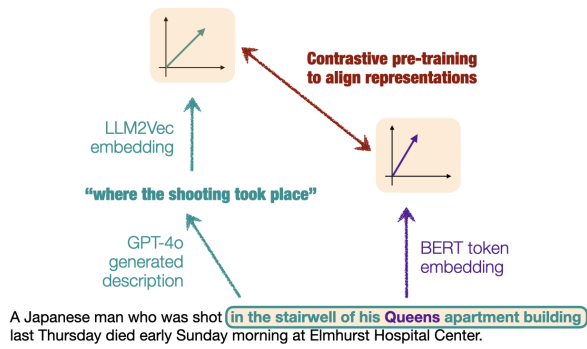 Contrastive pre-training
to align representations
LLM2Vec
embedding
“where the shooting took place”
GPT-4o
generated
description
BERT token
embedding
A Japanese man who was shot in the stairwell of his Queens apartment building
last Thursday died early Sunday morning at Elmhurst Hospital Center.